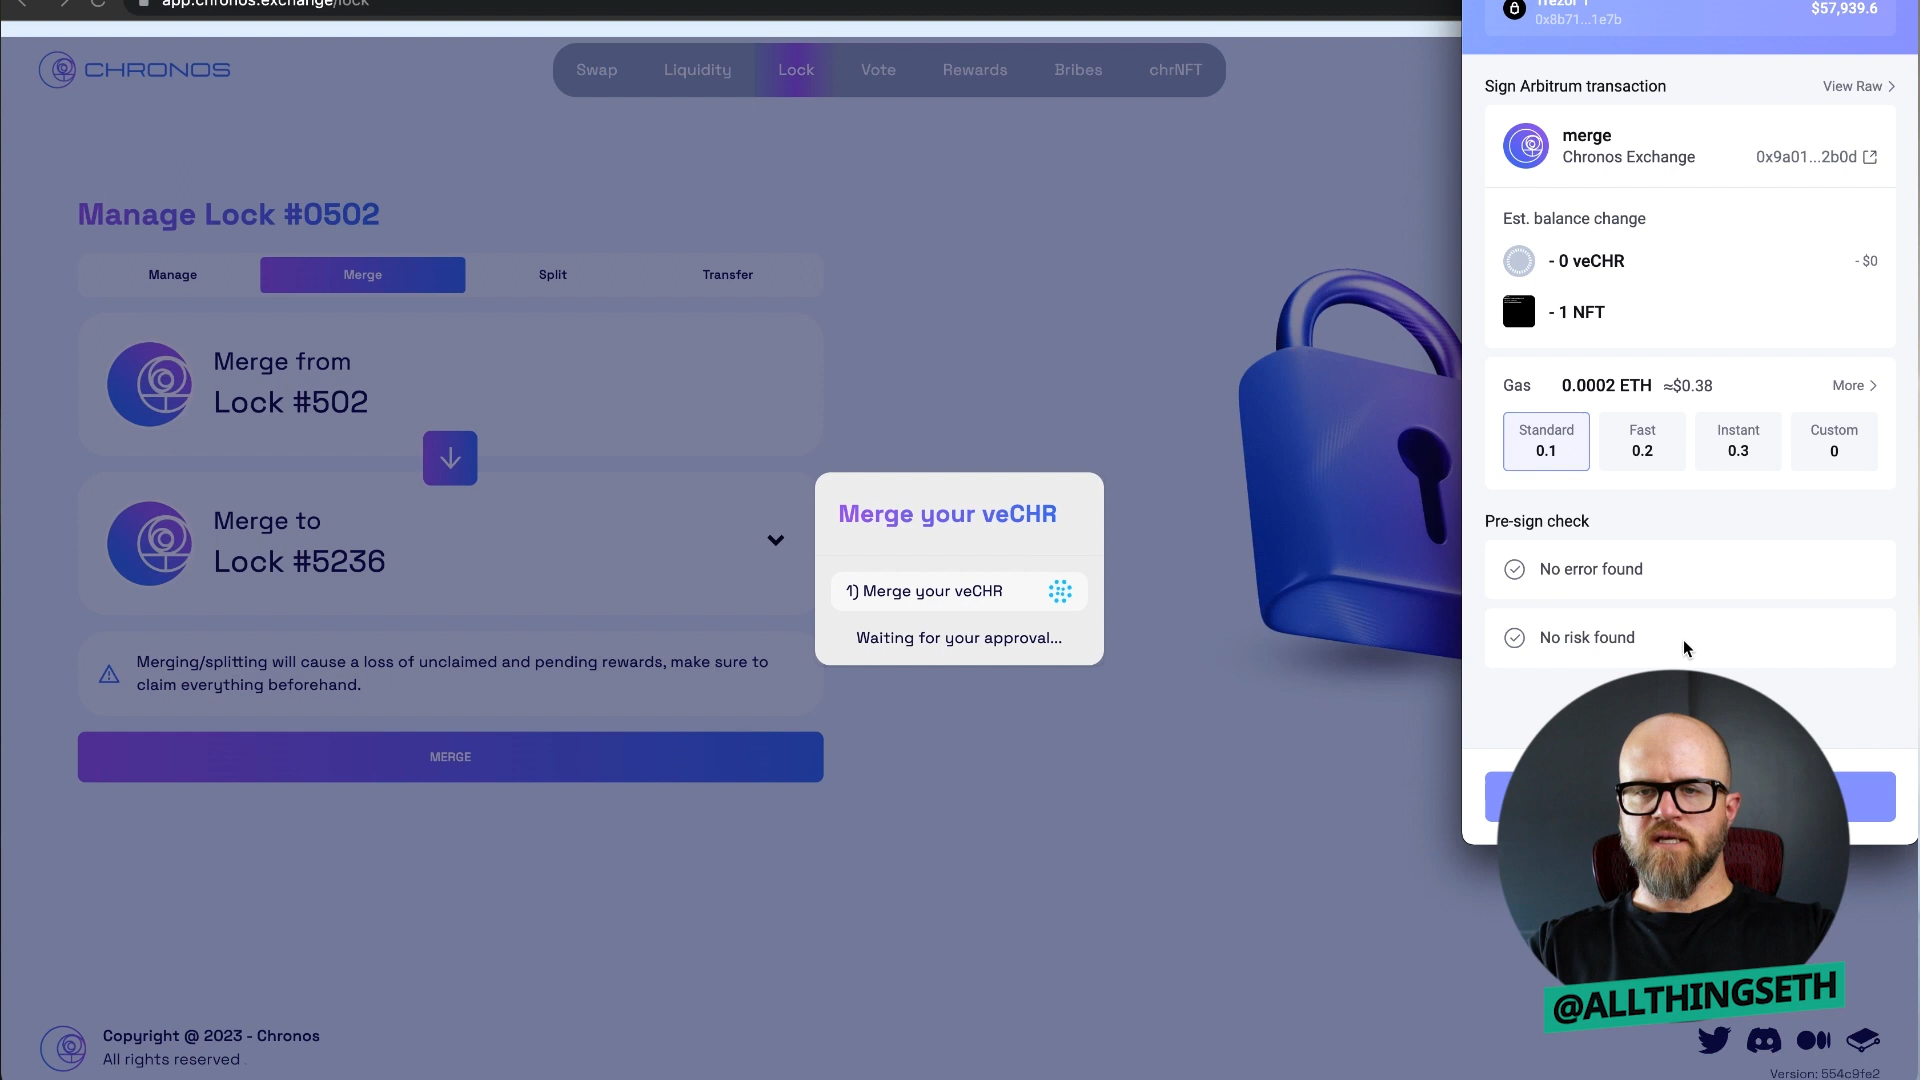 app.chronos.exchange/lock
CHRONOS
Swap
Liquidity
Lock
Vote
Rewards
Bribes
chrNFT
Manage Lock #0502
Manage
Merge
Split
Transfer
Merge from
Lock #502
Merge to
Lock #5236
Merging/splitting will cause a loss of unclaimed and pending rewards, make sure to
claim everything beforehand.
MERGE
Merge your veCHR
1) Merge your veCHR
Waiting for your approval...
Trezor 1
0x8b71...1e7b
$57,939.6
Sign Arbitrum transaction
View Raw
merge
Chronos Exchange
0x9a01...2b0d
Est. balance change
- 0 veCHR
- $0
- 1 NFT
Gas
0.0002 ETH
≈$0.38
More
Standard
0.1
Fast
0.2
Instant
0.3
Custom
0
Pre-sign check
No error found
No risk found
@ALLTHINGSETH
Copyright @ 2023 - Chronos
All rights reserved
Version: 554c9fe2